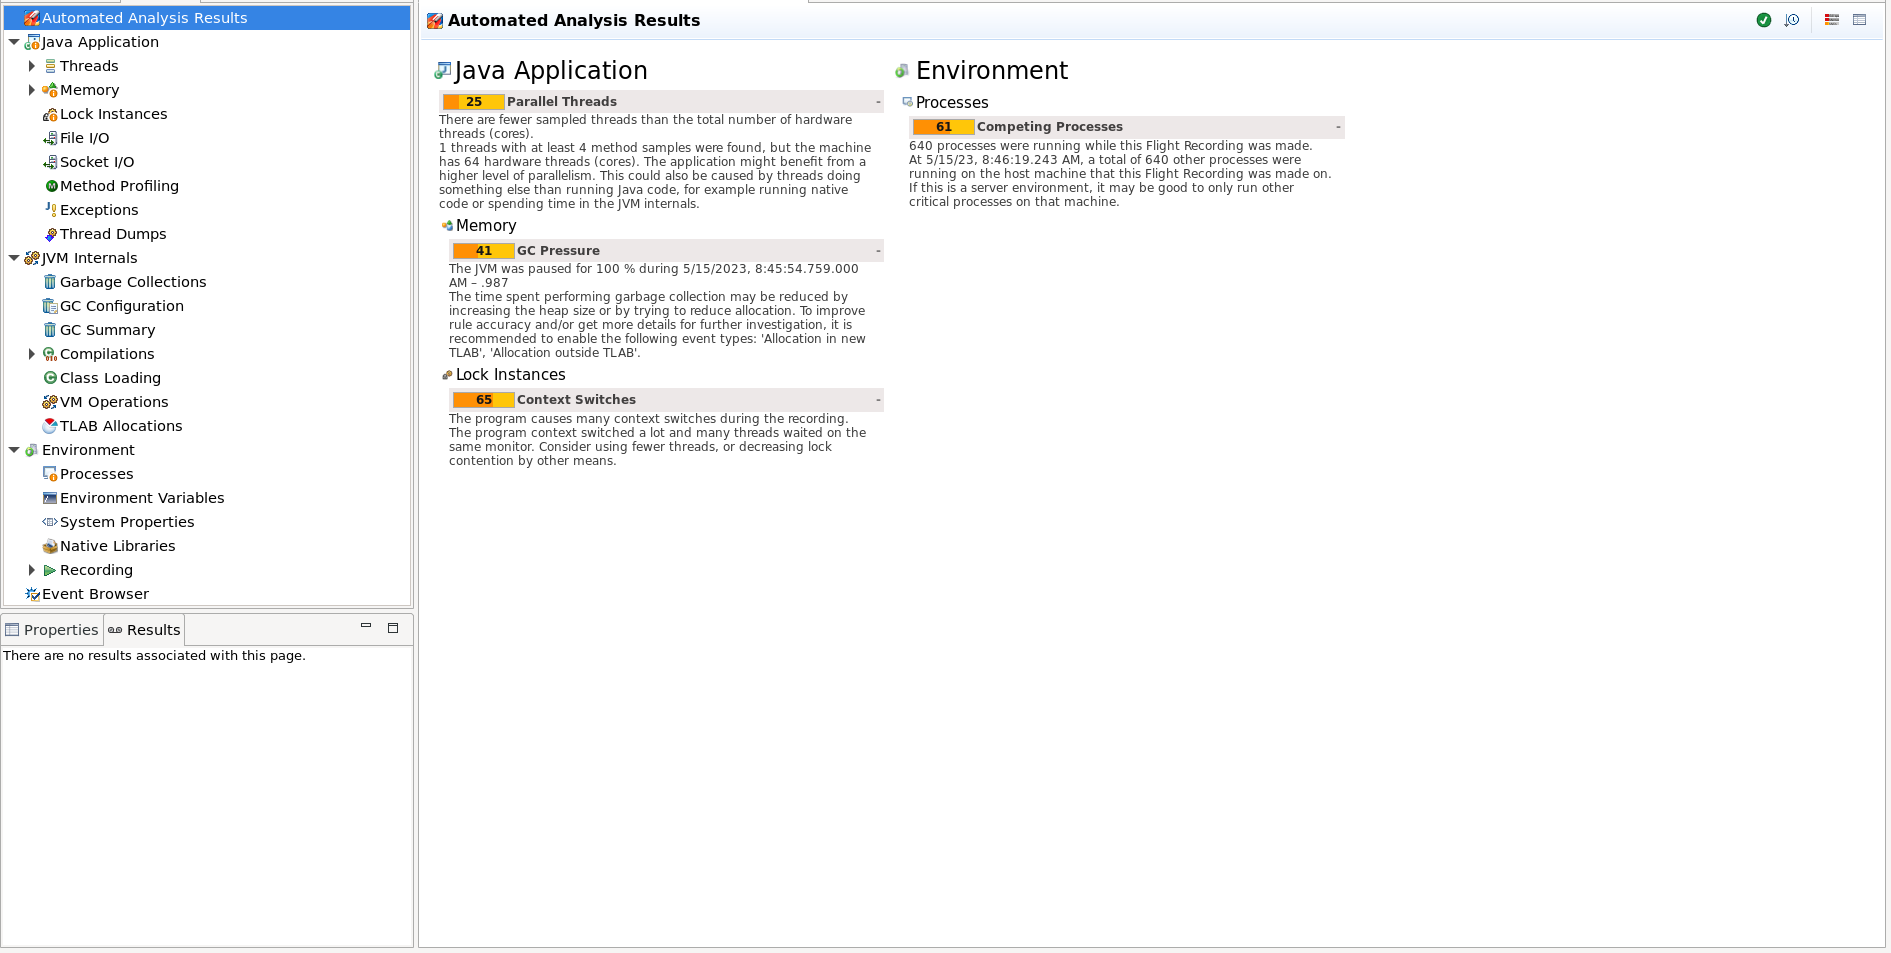 Automated Analysis Results
Java Application
Threads
Memory
Lock Instances
File I/O
Socket I/O
Method Profiling
Exceptions
Thread Dumps
JVM Internals
Garbage Collections
GC Configuration
GC Summary
Compilations
Class Loading
VM Operations
TLAB Allocations
Environment
Processes
Environment Variables
System Properties
Native Libraries
Recording
Event Browser
Properties
Results
There are no results associated with this page.
Automated Analysis Results
Java Application
25 Parallel Threads -
There are fewer sampled threads than the total number of hardware
threads (cores).
1 threads with at least 4 method samples were found, but the machine
has 64 hardware threads (cores). The application might benefit from a
higher level of parallelism. This could also be caused by threads doing
something else than running Java code, for example running native
code or spending time in the JVM internals.
Memory
41 GC Pressure -
The JVM was paused for 100 % during 5/15/2023, 8:45:54.759.000
AM – .987
The time spent performing garbage collection may be reduced by
increasing the heap size or by trying to reduce allocation. To improve
rule accuracy and/or get more details for further investigation, it is
recommended to enable the following event types: 'Allocation in new
TLAB', 'Allocation outside TLAB'.
Lock Instances
65 Context Switches -
The program causes many context switches during the recording.
The program context switched a lot and many threads waited on the
same monitor. Consider using fewer threads, or decreasing lock
contention by other means.
Environment
Processes
61 Competing Processes -
640 processes were running while this Flight Recording was made.
At 5/15/23, 8:46:19.243 AM, a total of 640 other processes were
running on the host machine that this Flight Recording was made on.
If this is a server environment, it may be good to only run other
critical processes on that machine.